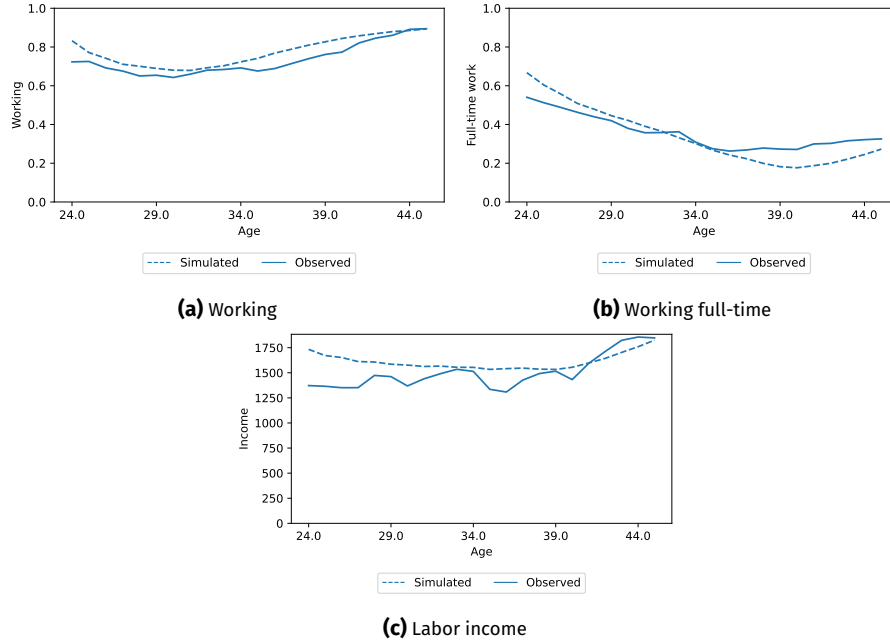 1.0
0.8
0.6
0.4
0.2
0.0
Working
24.0 29.0 34.0 39.0 44.0
Age
Simulated Observed
(a) Working
1.0
0.8
0.6
0.4
0.2
0.0
Full-time work
24.0 29.0 34.0 39.0 44.0
Age
Simulated Observed
(b) Working full-time
1750
1500
1250
1000
750
500
250
0
Income
24.0 29.0 34.0 39.0 44.0
Age
Simulated Observed
(c) Labor income